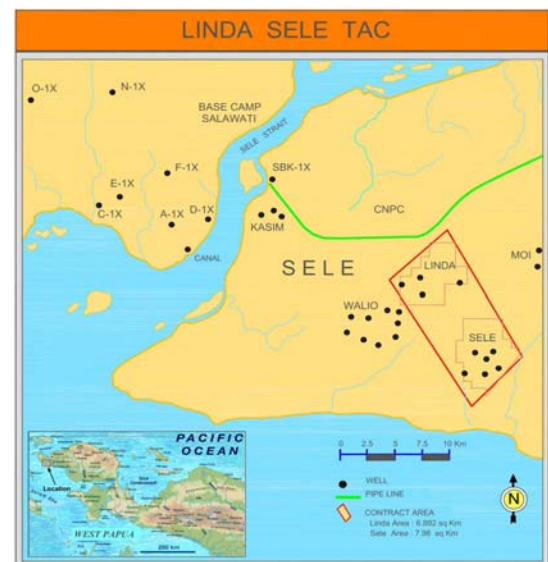 LINDA SELE TAC
O-1X
N-1X
BASE CAMP
SALAWATI
SELE STRAIT
F-1X
SBK-1X
E-1X
C-1X
A-1X
D-1X
CNPC
KASIM
CANAL
MOI
SELE
LINDA
WALIO
SELE
PACIFIC
OCEAN
Location
WEST PAPUA
200 km
0 2.5 5 7.5 10 Km
WELL
PIPE LINE
CONTRACT AREA
Linda Area : 6.892 sq Km
Sele Area : 7.96 sq Km
N